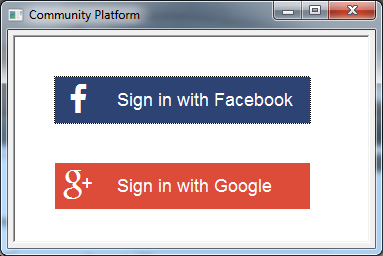 Community Platform
Sign in with Facebook
Sign in with Google